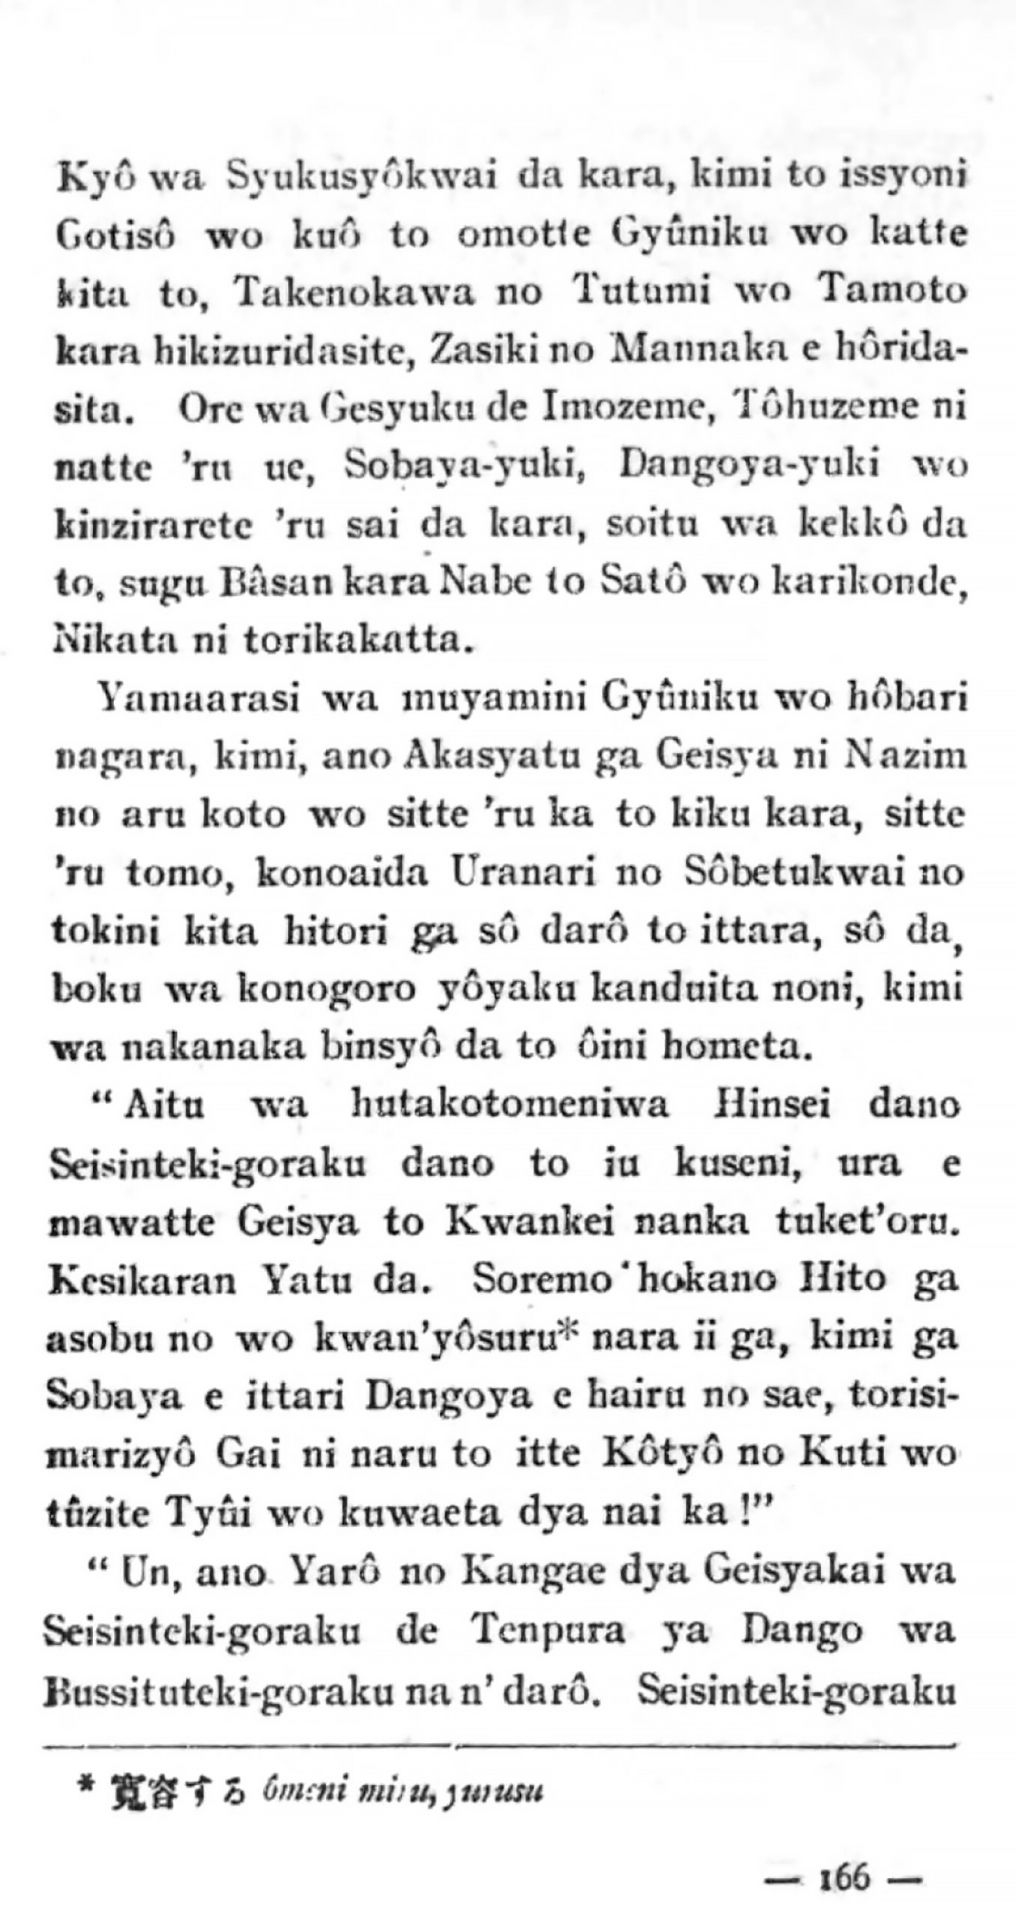 Kyô wa Syukusyôkwai da kara, kimi to issyoni
Gotisô wo kuô to omotte Gyûniku wo katte
kita to, Takenokawa no Tutumi wo Tamoto
kara hikizuridasite, Zasiki no Mannaka e hôrida-
sita. Ore wa Gesyuku de Imozeme, Tôhuzeme ni
natte ’ru ue, Sobaya-yuki, Dangoya-yuki wo
kinzirarete ’ru sai da kara, soitu wa kekkô da
to, sugu Bâsan kara Nabe to Satô wo karikonde,
Nikata ni torikakatta.
Yamaarasi wa muyamini Gyûniku wo hôbari
nagara, kimi, ano Akasyatu ga Geisya ni Nazim
no aru koto wo sitte ’ru ka to kiku kara, sitte
’ru tomo, konoaida Uranari no Sôbetukwai no
tokini kita hitori ga sô darô to ittara, sô da,
boku wa konogoro yôyaku kanduita noni, kimi
wa nakanaka binsyô da to ôini hometa.
“ Aitu wa hutakotomeniwa Hinsei dano
Seisinteki-goraku dano to iu kuseni, ura e
mawatte Geisya to Kwankei nanka tuket’oru.
Kesikaran Yatu da. Soremo hokano Hito ga
asobu no wo kwan’yôsuru* nara ii ga, kimi ga
Sobaya e ittari Dangoya e hairu no sae, torisi-
marizyô Gai ni naru to itte Kôtyô no Kuti wo
tûzite Tyûi wo kuwaeta dya nai ka !”
“ Un, ano Yarô no Kangae dya Geisyakai wa
Seisinteki-goraku de Tenpura ya Dango wa
Bussituteki-goraku na n’ darô. Seisinteki-goraku
* 寛容する ômeni miru, yurusu
— 166 —